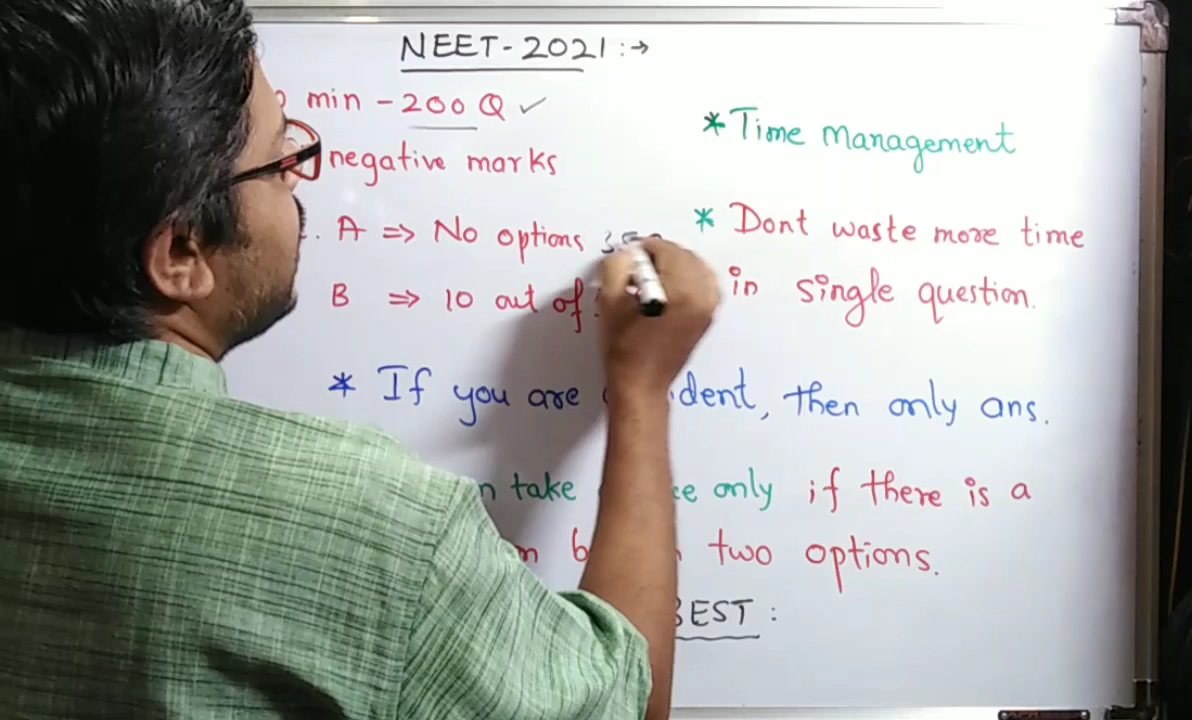 NEET-2021 :→
min - 200 Q ✓
negative marks
A ⇒ No options
B ⇒ 10 out of
* Time management
* Dont waste more time
in single question.
* If you are dent, then only ans.
take only if there is a
two options.
BEST :